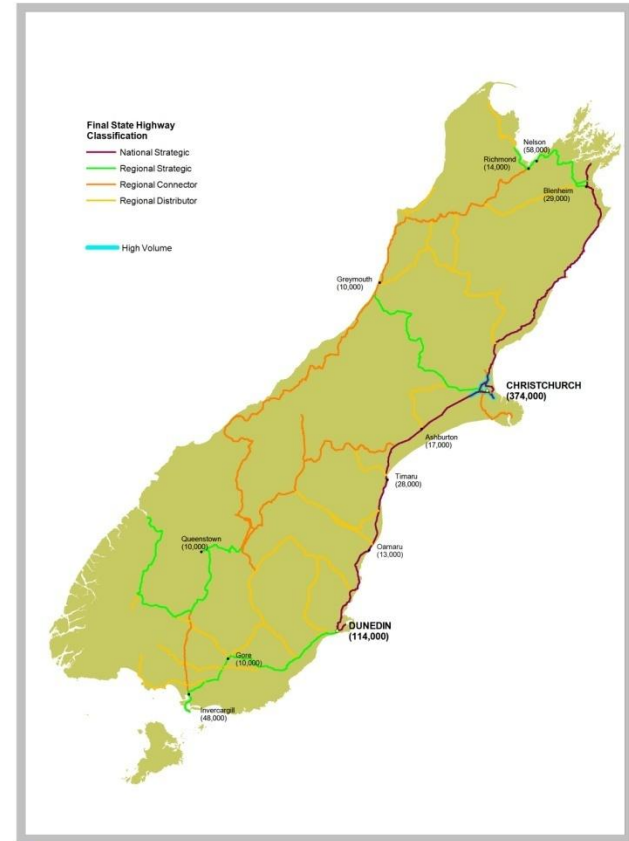 Final State Highway
Classification
National Strategic
Regional Strategic
Regional Connector
Regional Distributor
High Volume
Nelson
(58,000)
Richmond
(14,000)
Blenheim
(29,000)
Greymouth
(10,000)
CHRISTCHURCH
(374,000)
Ashburton
(17,000)
Timaru
(28,000)
Queenstown
(10,000)
Oamaru
(13,000)
DUNEDIN
(114,000)
Gore
(10,000)
Invercargill
(48,000)